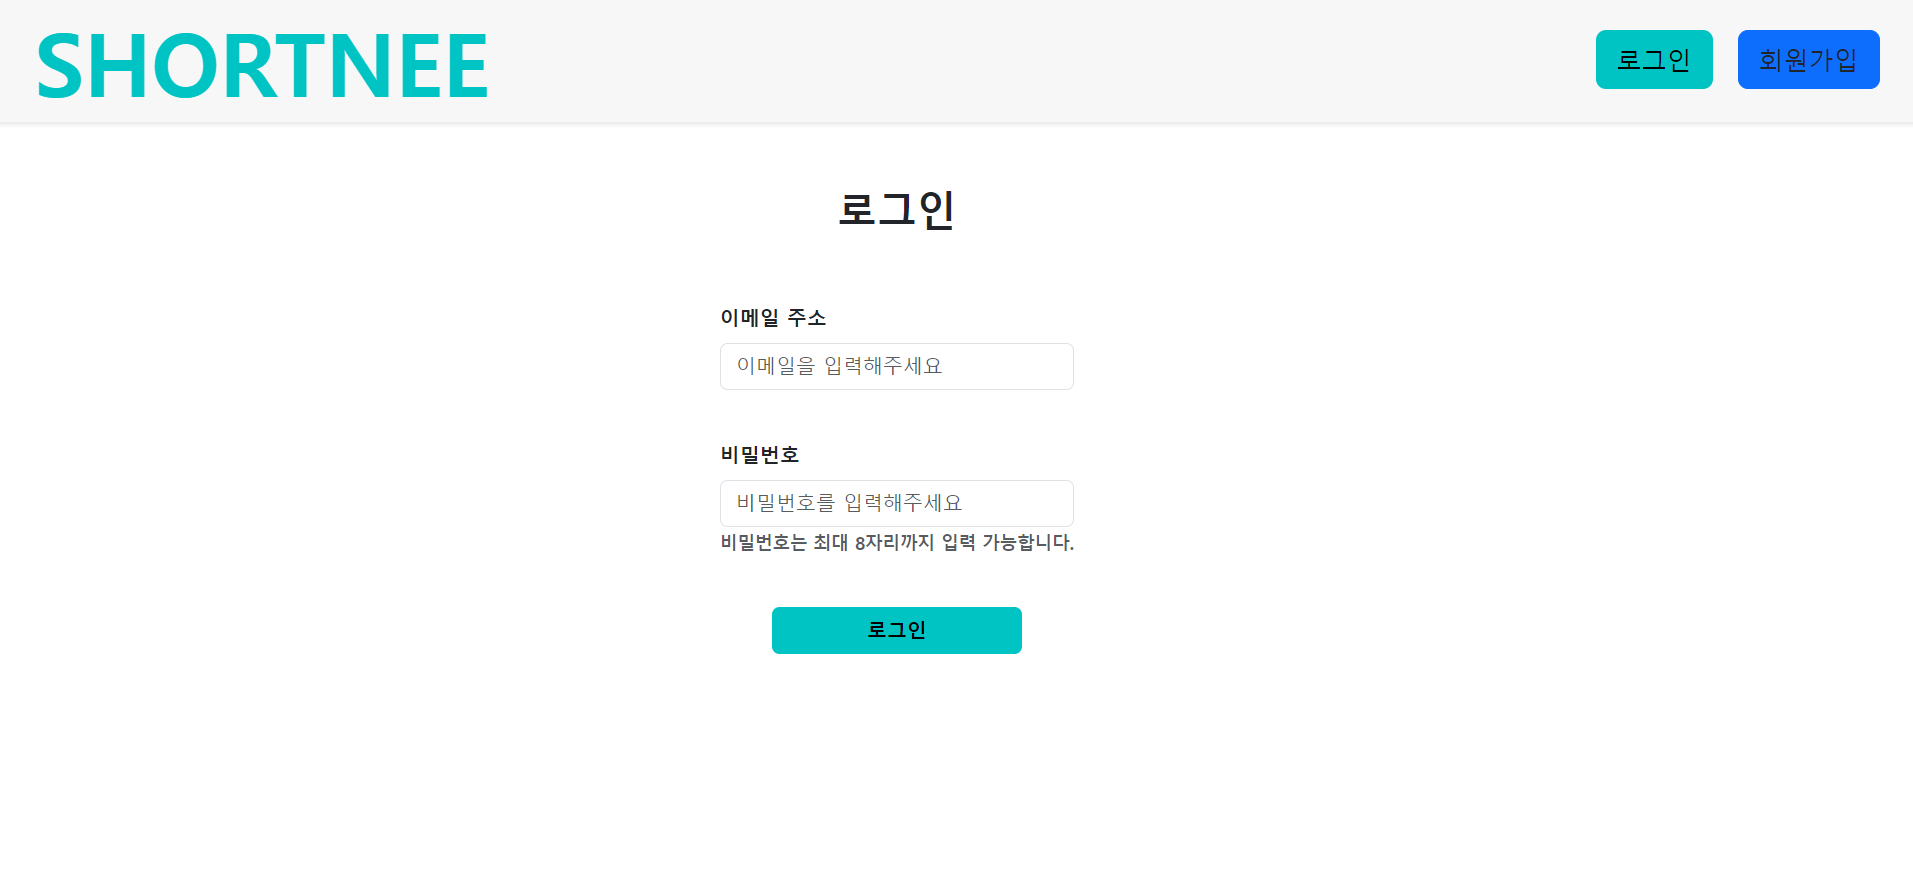 SHORTNEE
로그인
회원가입
로그인
이메일 주소
이메일을 입력해주세요
비밀번호
비밀번호를 입력해주세요
비밀번호는 최대 8자리까지 입력 가능합니다.
로그인